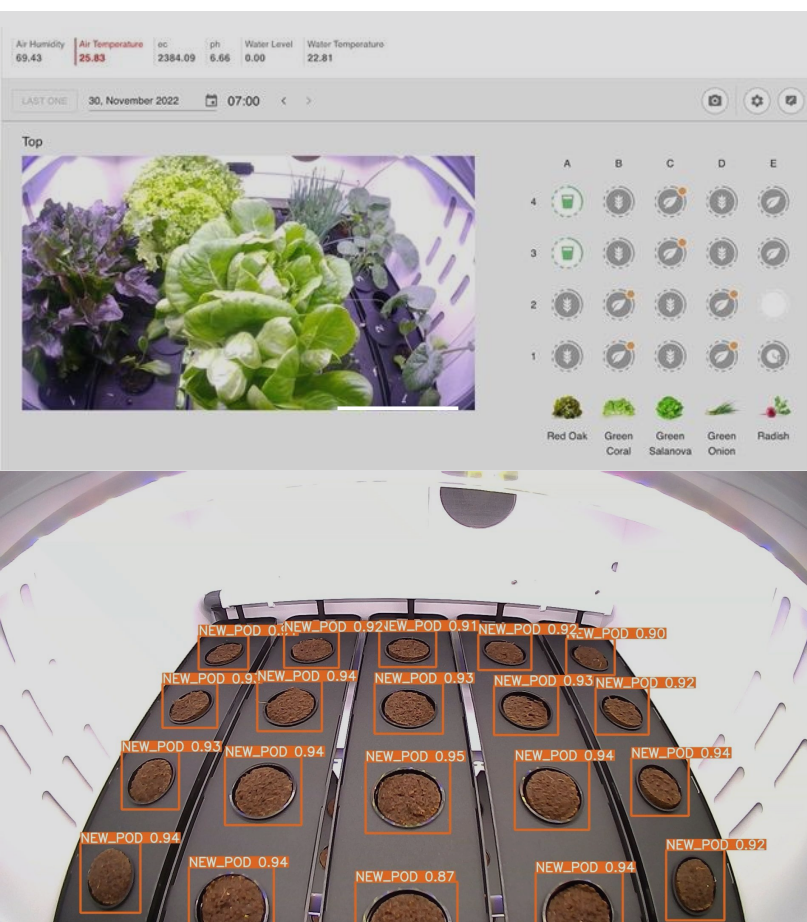 Air Humidity Air Temperature ec ph Water Level Water Temperature
69.43 25.83 2384.09 6.66 0.00 22.81
LAST ONE 30, November 2022 07:00
Top
A B C D E
4
3
2
1
Red Oak Green Coral Green Salanova Green Onion Radish
NEW_POD NEW_POD 0.92 NEW_POD 0.91 NEW_POD 0.92 NEW_POD 0.90
NEW_POD NEW_POD 0.94 NEW_POD 0.93 NEW_POD 0.93 NEW_POD 0.92
NEW_POD 0.93 NEW_POD 0.94 NEW_POD 0.95 NEW_POD 0.94 NEW_POD 0.94
NEW_POD 0.94 NEW_POD 0.94 NEW_POD 0.87 NEW_POD 0.94 NEW_POD 0.92